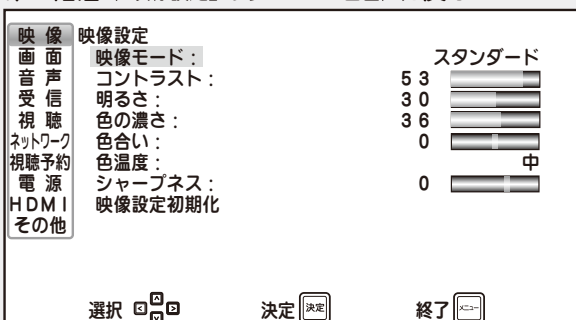 映像 映像設定
画面 映像モード： スタンダード
音声 コントラスト： 53
受信 明るさ： 30
視聴 色の濃さ： 36
ネットワーク 色合い： 0
視聴予約 色温度： 中
電源 シャープネス： 0
HDMI 映像設定初期化
その他
選択 決定 決定 終了 メニュー